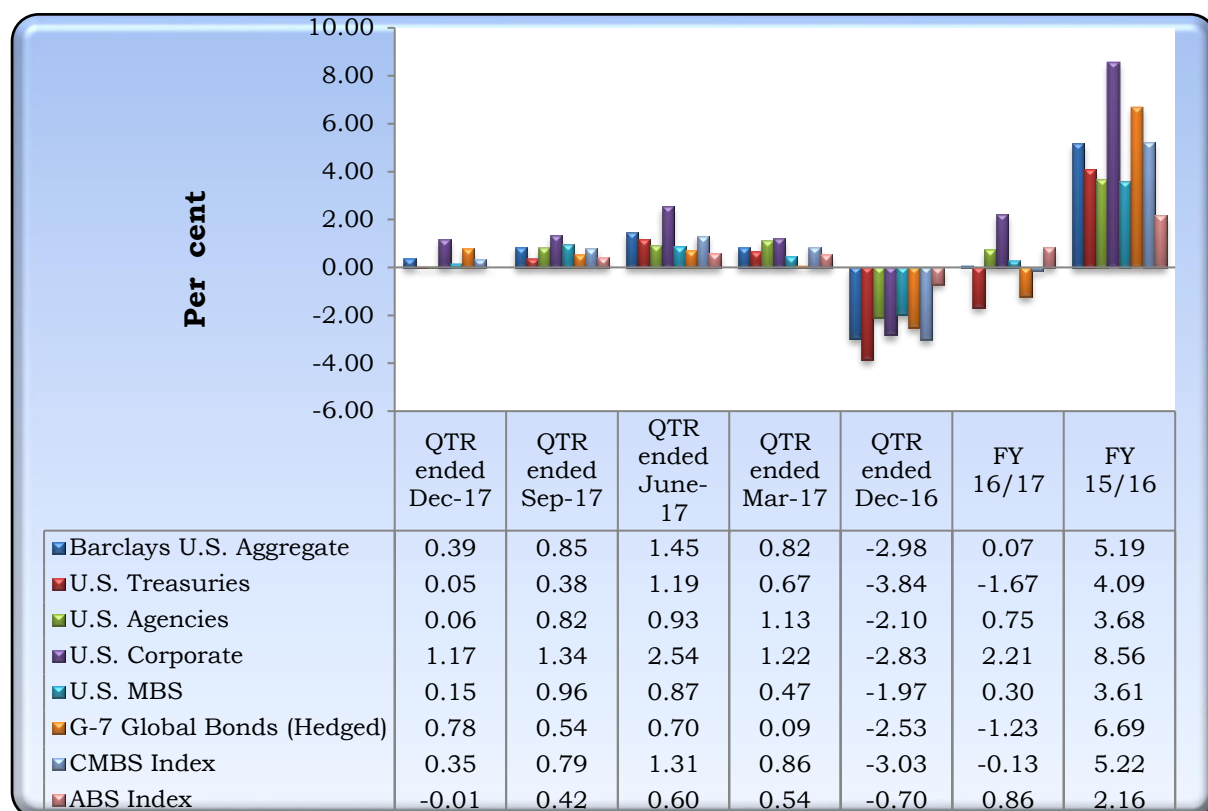 10.00
8.00
6.00
4.00
2.00
0.00
-2.00
-4.00
-6.00
Per cent
QTR ended Dec-17 QTR ended Sep-17 QTR ended June-17 QTR ended Mar-17 QTR ended Dec-16 FY 16/17 FY 15/16
Barclays U.S. Aggregate 0.39 0.85 1.45 0.82 -2.98 0.07 5.19
U.S. Treasuries 0.05 0.38 1.19 0.67 -3.84 -1.67 4.09
U.S. Agencies 0.06 0.82 0.93 1.13 -2.10 0.75 3.68
U.S. Corporate 1.17 1.34 2.54 1.22 -2.83 2.21 8.56
U.S. MBS 0.15 0.96 0.87 0.47 -1.97 0.30 3.61
G-7 Global Bonds (Hedged) 0.78 0.54 0.70 0.09 -2.53 -1.23 6.69
CMBS Index 0.35 0.79 1.31 0.86 -3.03 -0.13 5.22
ABS Index -0.01 0.42 0.60 0.54 -0.70 0.86 2.16